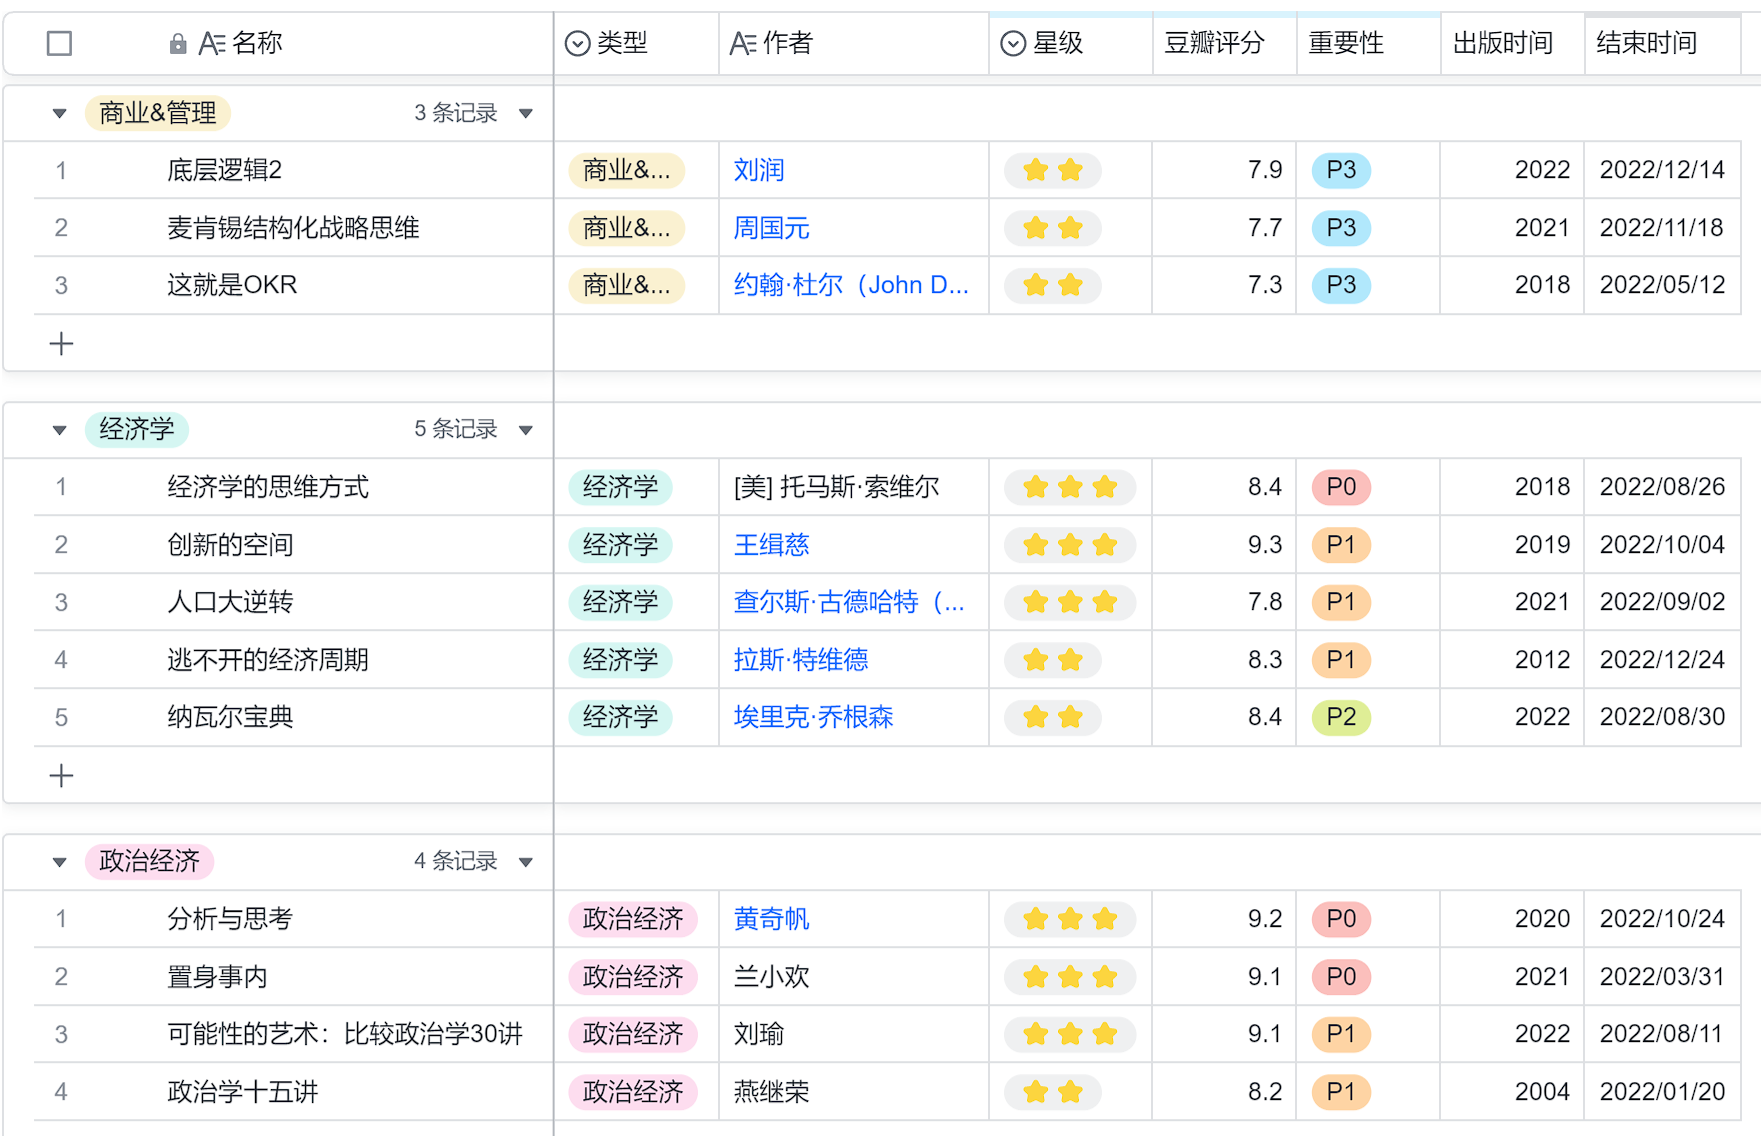 名称 类型 作者 星级 豆瓣评分 重要性 出版时间 结束时间
商业&管理 3 条记录
1 底层逻辑2 商业&... 刘润 7.9 P3 2022 2022/12/14
2 麦肯锡结构化战略思维 商业&... 周国元 7.7 P3 2021 2022/11/18
3 这就是OKR 商业&... 约翰·杜尔（John D... 7.3 P3 2018 2022/05/12
经济学 5 条记录
1 经济学的思维方式 经济学 [美] 托马斯·索维尔 8.4 P0 2018 2022/08/26
2 创新的空间 经济学 王缉慈 9.3 P1 2019 2022/10/04
3 人口大逆转 经济学 查尔斯·古德哈特（... 7.8 P1 2021 2022/09/02
4 逃不开的经济周期 经济学 拉斯·特维德 8.3 P1 2012 2022/12/24
5 纳瓦尔宝典 经济学 埃里克·乔根森 8.4 P2 2022 2022/08/30
政治经济 4 条记录
1 分析与思考 政治经济 黄奇帆 9.2 P0 2020 2022/10/24
2 置身事内 政治经济 兰小欢 9.1 P0 2021 2022/03/31
3 可能性的艺术：比较政治学30讲 政治经济 刘瑜 9.1 P1 2022 2022/08/11
4 政治学十五讲 政治经济 燕继荣 8.2 P1 2004 2022/01/20